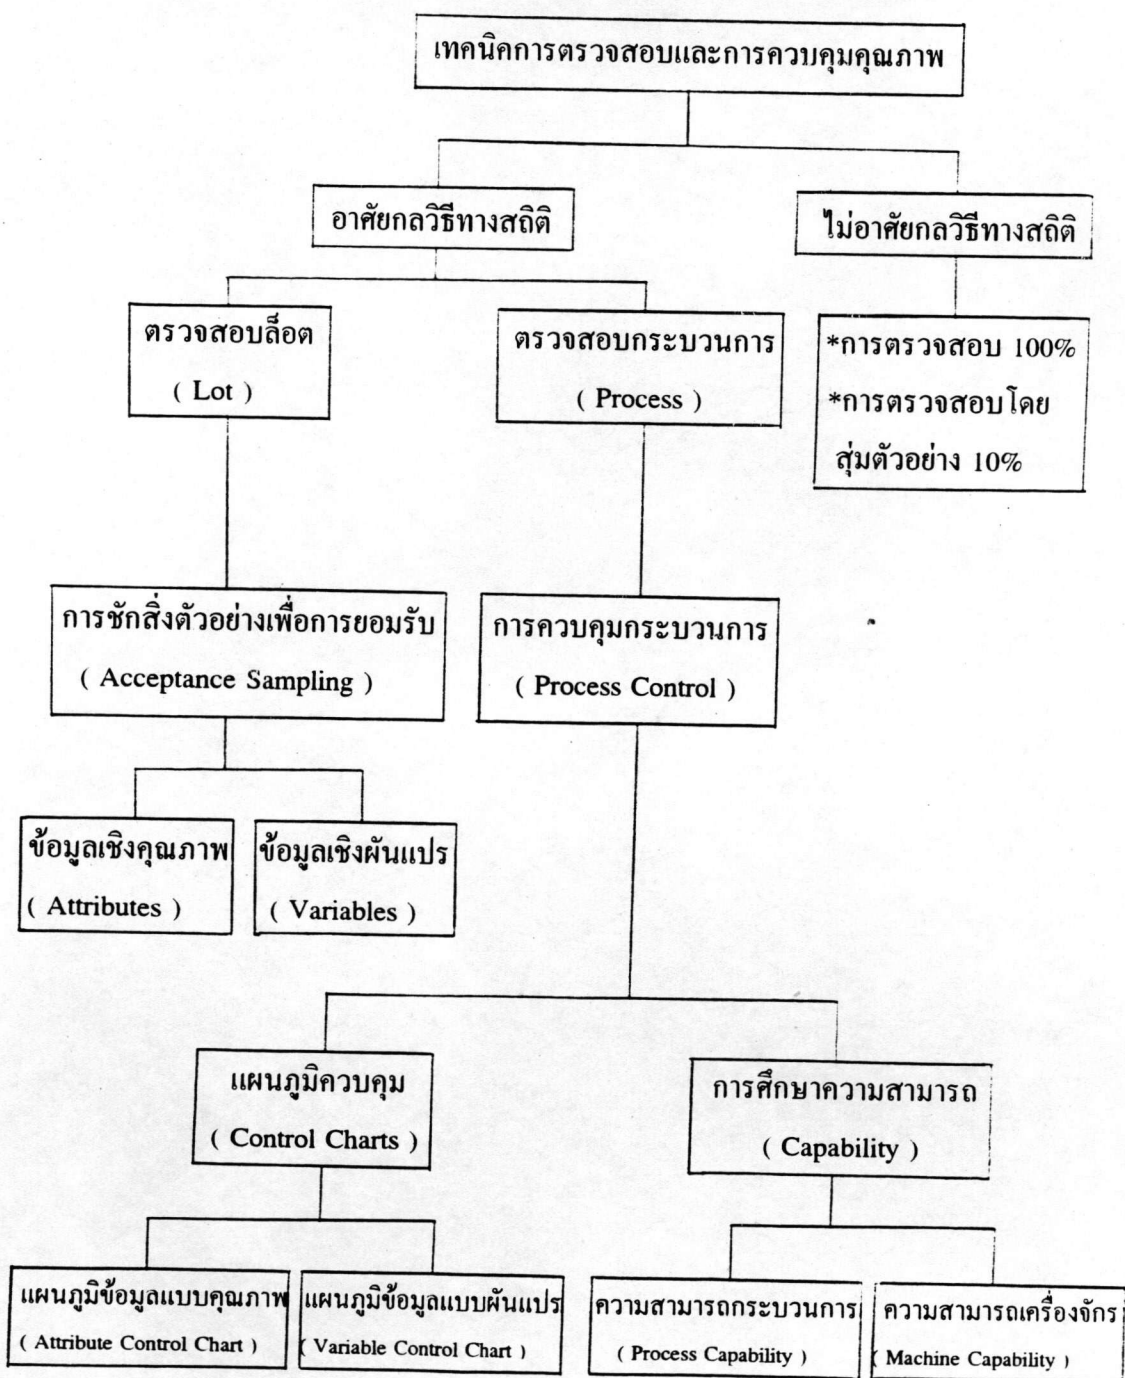 เทคนิคการตรวจสอบและการควบคุมคุณภาพ
อาศัยกลวิธีทางสถิติ
ไม่อาศัยกลวิธีทางสถิติ
ตรวจสอบล็อต
( Lot )
ตรวจสอบกระบวนการ
( Process )
*การตรวจสอบ 100%
*การตรวจสอบโดย
สุ่มตัวอย่าง 10%
การชักสิ่งตัวอย่างเพื่อการยอมรับ
( Acceptance Sampling )
การควบคุมกระบวนการ
( Process Control )
ข้อมูลเชิงคุณภาพ
( Attributes )
ข้อมูลเชิงผันแปร
( Variables )
แผนภูมิควบคุม
( Control Charts )
การศึกษาความสามารถ
( Capability )
แผนภูมิข้อมูลแบบคุณภาพ
( Attribute Control Chart )
แผนภูมิข้อมูลแบบผันแปร
( Variable Control Chart )
ความสามารถกระบวนการ
( Process Capability )
ความสามารถเครื่องจักร
( Machine Capability )